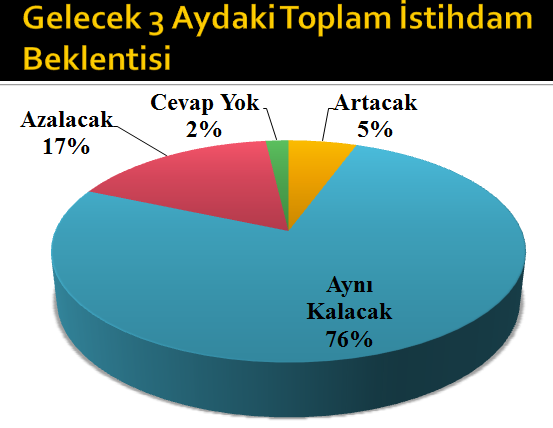 Gelecek 3 Aydaki Toplam İstihdam
Beklentisi
Cevap Yok
2%
Artacak
5%
Azalacak
17%
Aynı
Kalacak
76%